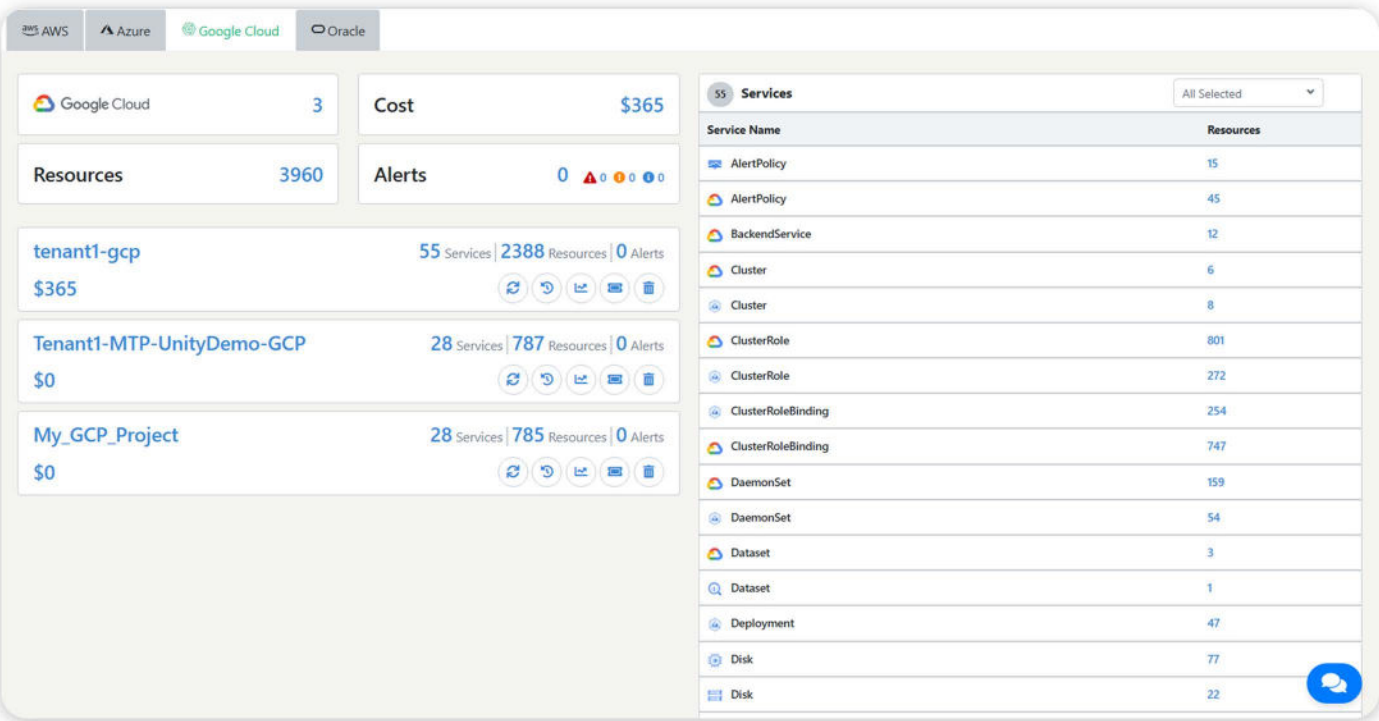 aws AWS
Azure
Google Cloud
Oracle
Google Cloud 3
Cost $365
Resources 3960
Alerts 0 0 0 0
tenant1-gcp 55 Services 2388 Resources 0 Alerts
$365
Tenant1-MTP-UnityDemo-GCP 28 Services 787 Resources 0 Alerts
$0
My_GCP_Project 28 Services 785 Resources 0 Alerts
$0
55 Services All Selected
Service Name Resources
AlertPolicy 15
AlertPolicy 45
BackendService 12
Cluster 6
Cluster 8
ClusterRole 801
ClusterRole 272
ClusterRoleBinding 254
ClusterRoleBinding 747
DaemonSet 159
DaemonSet 54
Dataset 3
Dataset 1
Deployment 47
Disk 77
Disk 22